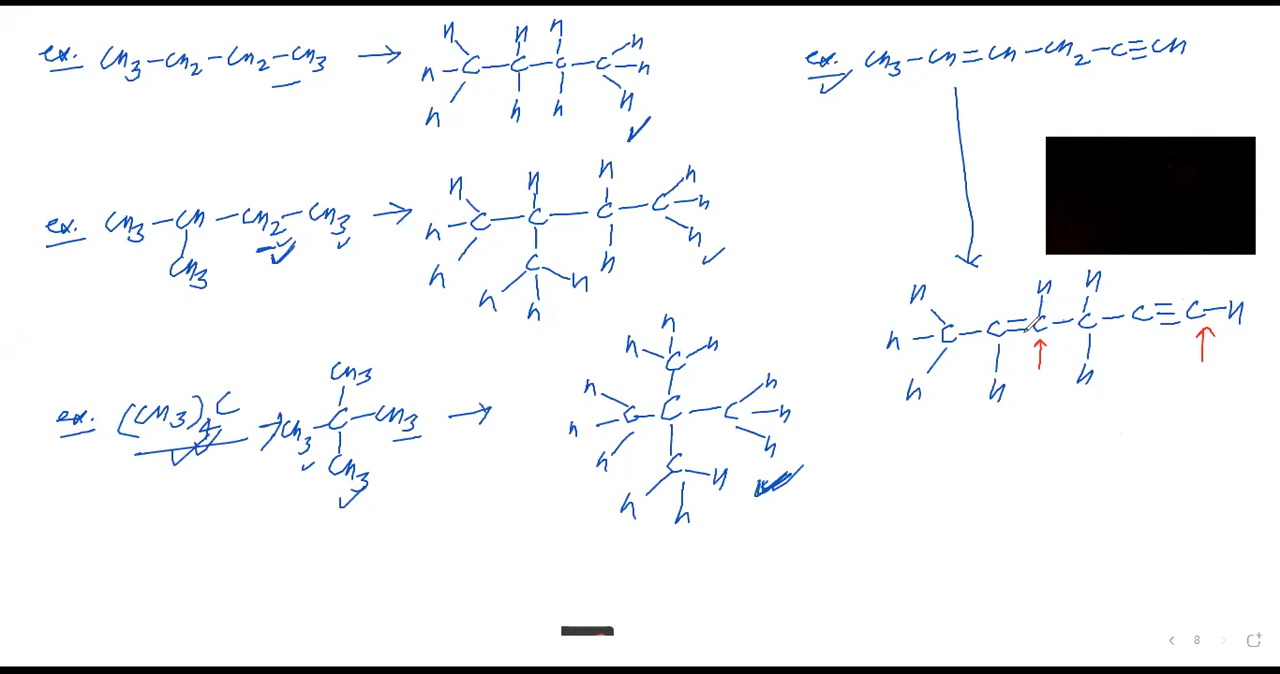 ex. CH3-CH2-CH2-CH3 →
H H H H
H-C-C-C-C-H
H H H H
ex. CH3-CH-CH2-CH3 →
CH3
H H H H
H-C-C-C-C-H
H C H H
H H H
ex. (CH3)4C → CH3-C-CH3 →
CH3
CH3
H
H C H
H H
H C-C-C H
H H
C H
H H
ex. CH3-CH=CH-CH2-C≡CH
↓
H H H
H-C-C=C-C-C≡C-H
H H H
8